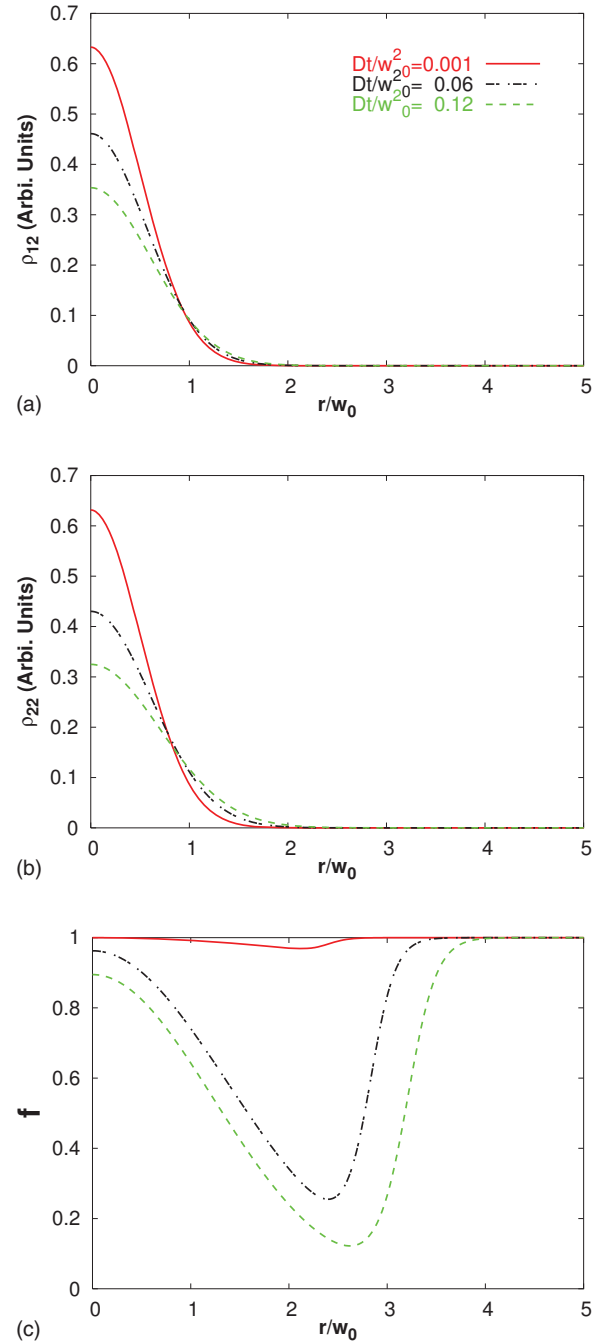 0.7
0.6
0.5
0.4
0.3
0.2
0.1
0
ρ12 (Arbi. Units)
Dt/w²0=0.001
Dt/w²0= 0.06
Dt/w²0= 0.12
0 1 2 3 4 5
(a)
r/w0
0.7
0.6
0.5
0.4
0.3
0.2
0.1
0
ρ22 (Arbi. Units)
0 1 2 3 4 5
(b)
r/w0
1
0.8
0.6
0.4
0.2
0
f
0 1 2 3 4 5
(c)
r/w0